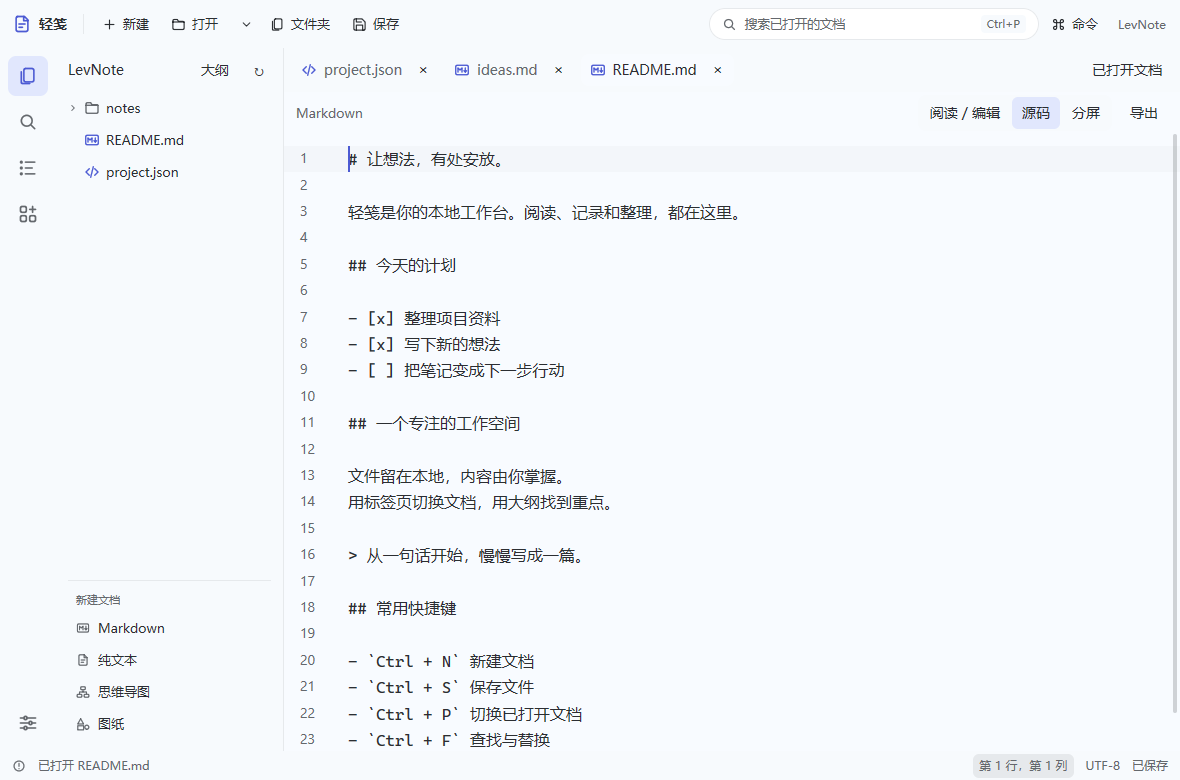 轻笺 新建 打开 文件夹 保存 搜索已打开的文档 Ctrl+P 命令 LevNote
LevNote 大纲
notes
README.md
project.json
新建文档
Markdown
纯文本
思维导图
图纸
project.json × ideas.md × README.md × 已打开文档
Markdown 阅读 / 编辑 源码 分屏 导出
1 # 让想法，有处安放。
2
3 轻笺是你的本地工作台。阅读、记录和整理，都在这里。
4
5 ## 今天的计划
6
7 - [x] 整理项目资料
8 - [x] 写下新的想法
9 - [ ] 把笔记变成下一步行动
10
11 ## 一个专注的工作空间
12
13 文件留在本地，内容由你掌握。
14 用标签页切换文档，用大纲找到重点。
15
16 > 从一句话开始，慢慢写成一篇。
17
18 ## 常用快捷键
19
20 - `Ctrl + N` 新建文档
21 - `Ctrl + S` 保存文件
22 - `Ctrl + P` 切换已打开文档
23 - `Ctrl + F` 查找与替换
已打开 README.md 第 1 行，第 1 列 UTF-8 已保存